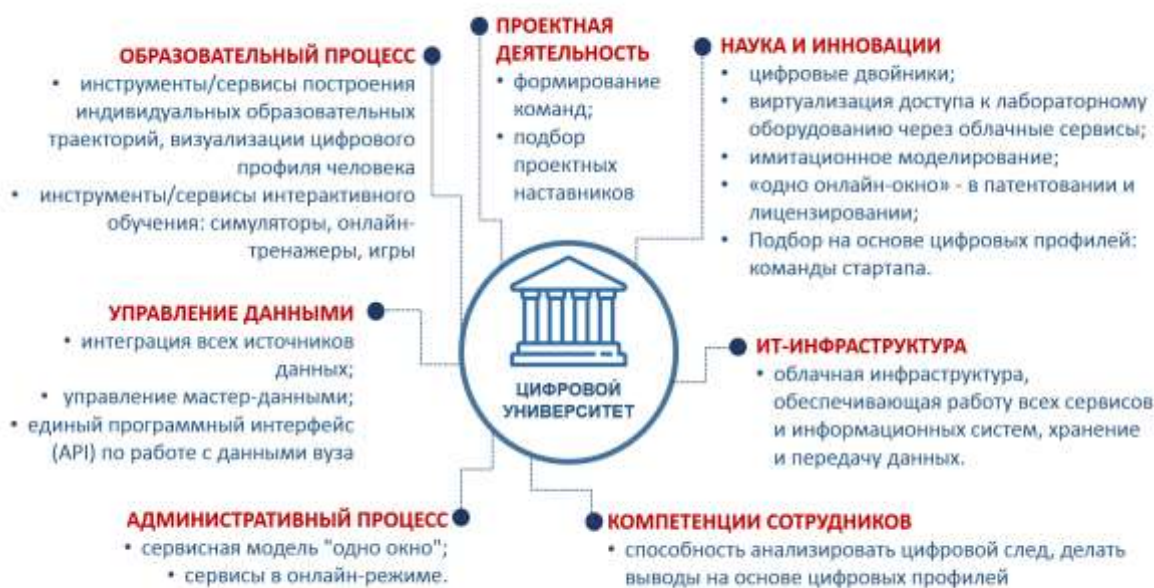 ОБРАЗОВАТЕЛЬНЫЙ ПРОЦЕСС
• инструменты/сервисы построения
индивидуальных образовательных
траекторий, визуализации цифрового
профиля человека
• инструменты/сервисы интерактивного
обучения: симуляторы, онлайн-
тренажеры, игры
ПРОЕКТНАЯ
ДЕЯТЕЛЬНОСТЬ
• формирование
команд;
• подбор
проектных
наставников
НАУКА И ИННОВАЦИИ
• цифровые двойники;
• виртуализация доступа к лабораторному
оборудованию через облачные сервисы;
• имитационное моделирование;
• «одно онлайн-окно» - в патентовании и
лицензировании;
• Подбор на основе цифровых профилей:
команды стартапа.
УПРАВЛЕНИЕ ДАННЫМИ
• интеграция всех источников
данных;
• управление мастер-данными;
• единый программный интерфейс
(API) по работе с данными вуза
ЦИФРОВОЙ
УНИВЕРСИТЕТ
ИТ-ИНФРАСТРУКТУРА
• облачная инфраструктура,
обеспечивающая работу всех сервисов
и информационных систем, хранение
и передачу данных.
АДМИНИСТРАТИВНЫЙ ПРОЦЕСС
• сервисная модель "одно окно";
• сервисы в онлайн-режиме.
КОМПЕТЕНЦИИ СОТРУДНИКОВ
• способность анализировать цифровой след, делать
выводы на основе цифровых профилей